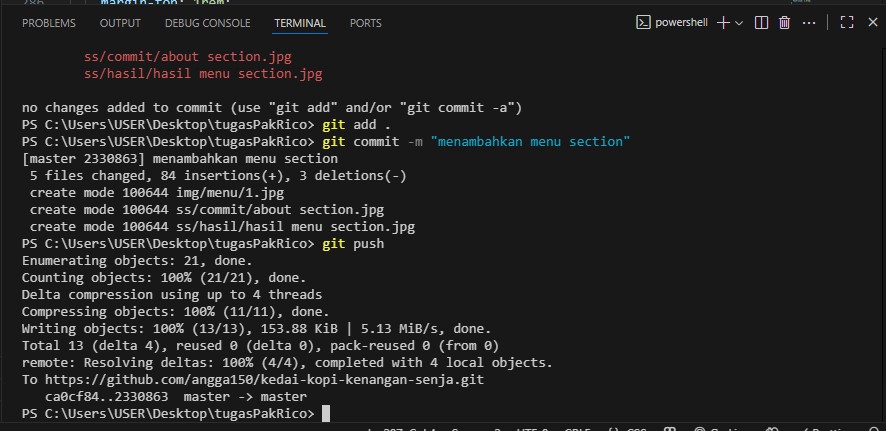 margin-top: 1rem;
PROBLEMS OUTPUT DEBUG CONSOLE TERMINAL PORTS powershell
ss/commit/about section.jpg
ss/hasil/hasil menu section.jpg
no changes added to commit (use "git add" and/or "git commit -a")
PS C:\Users\USER\Desktop\tugasPakRico> git add .
PS C:\Users\USER\Desktop\tugasPakRico> git commit -m "menambahkan menu section"
[master 2330863] menambahkan menu section
5 files changed, 84 insertions(+), 3 deletions(-)
create mode 100644 img/menu/1.jpg
create mode 100644 ss/commit/about section.jpg
create mode 100644 ss/hasil/hasil menu section.jpg
PS C:\Users\USER\Desktop\tugasPakRico> git push
Enumerating objects: 21, done.
Counting objects: 100% (21/21), done.
Delta compression using up to 4 threads
Compressing objects: 100% (11/11), done.
Writing objects: 100% (13/13), 153.88 KiB | 5.13 MiB/s, done.
Total 13 (delta 4), reused 0 (delta 0), pack-reused 0 (from 0)
remote: Resolving deltas: 100% (4/4), completed with 4 local objects.
To https://github.com/angga150/kedai-kopi-kenangan-senja.git
ca0cf84..2330863 master -> master
PS C:\Users\USER\Desktop\tugasPakRico>